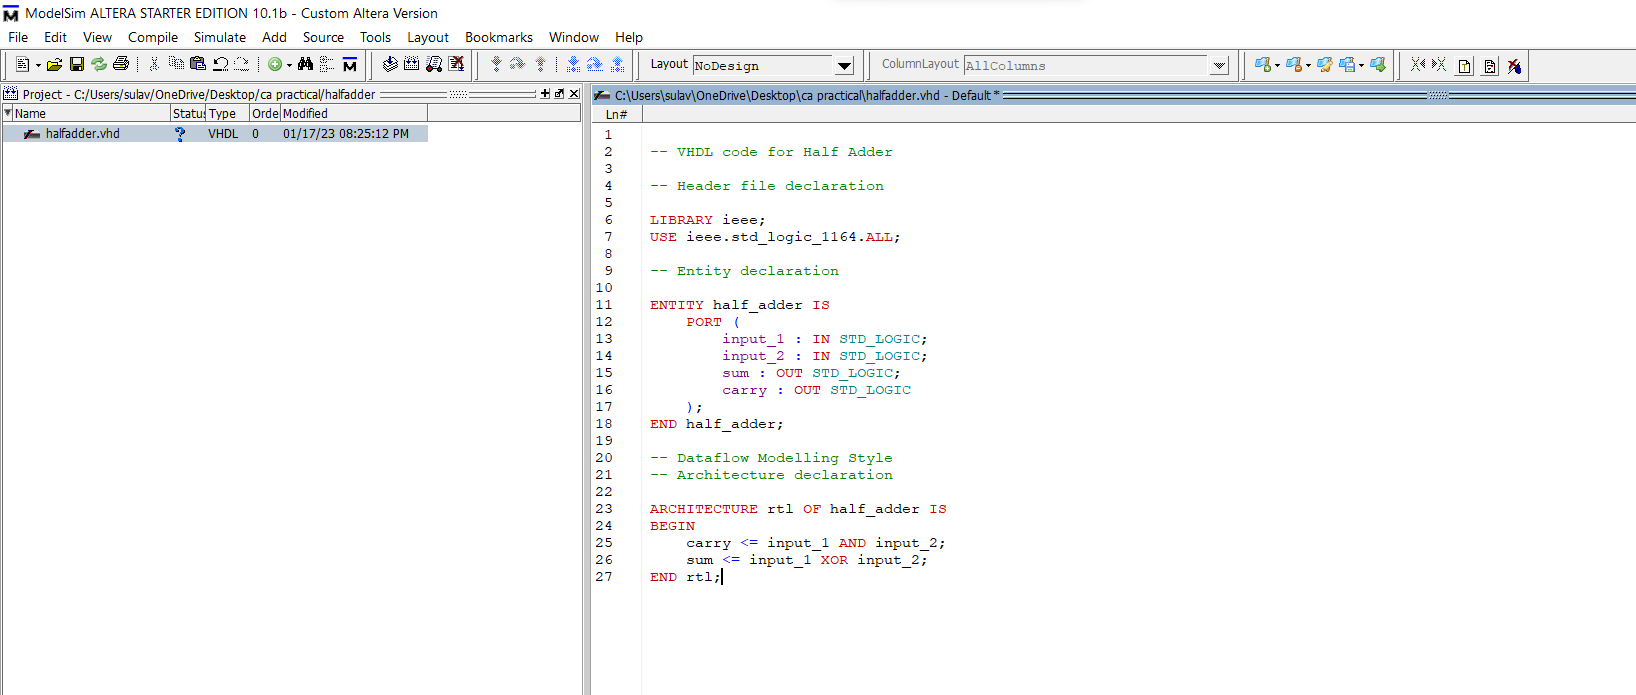 ModelSim ALTERA STARTER EDITION 10.1b - Custom Altera Version
File Edit View Compile Simulate Add Source Tools Layout Bookmarks Window Help
Layout NoDesign ColumnLayout AllColumns
Project - C:/Users/sulav/OneDrive/Desktop/ca practical/halfadder
Name Status Type Orde Modified
halfadder.vhd ? VHDL 0 01/17/23 08:25:12 PM
C:\Users\sulav\OneDrive\Desktop\ca practical\halfadder.vhd - Default *
Ln#
1
2 -- VHDL code for Half Adder
3
4 -- Header file declaration
5
6 LIBRARY ieee;
7 USE ieee.std_logic_1164.ALL;
8
9 -- Entity declaration
10
11 ENTITY half_adder IS
12 PORT (
13 input_1 : IN STD_LOGIC;
14 input_2 : IN STD_LOGIC;
15 sum : OUT STD_LOGIC;
16 carry : OUT STD_LOGIC
17 );
18 END half_adder;
19
20 -- Dataflow Modelling Style
21 -- Architecture declaration
22
23 ARCHITECTURE rtl OF half_adder IS
24 BEGIN
25 carry <= input_1 AND input_2;
26 sum <= input_1 XOR input_2;
27 END rtl;